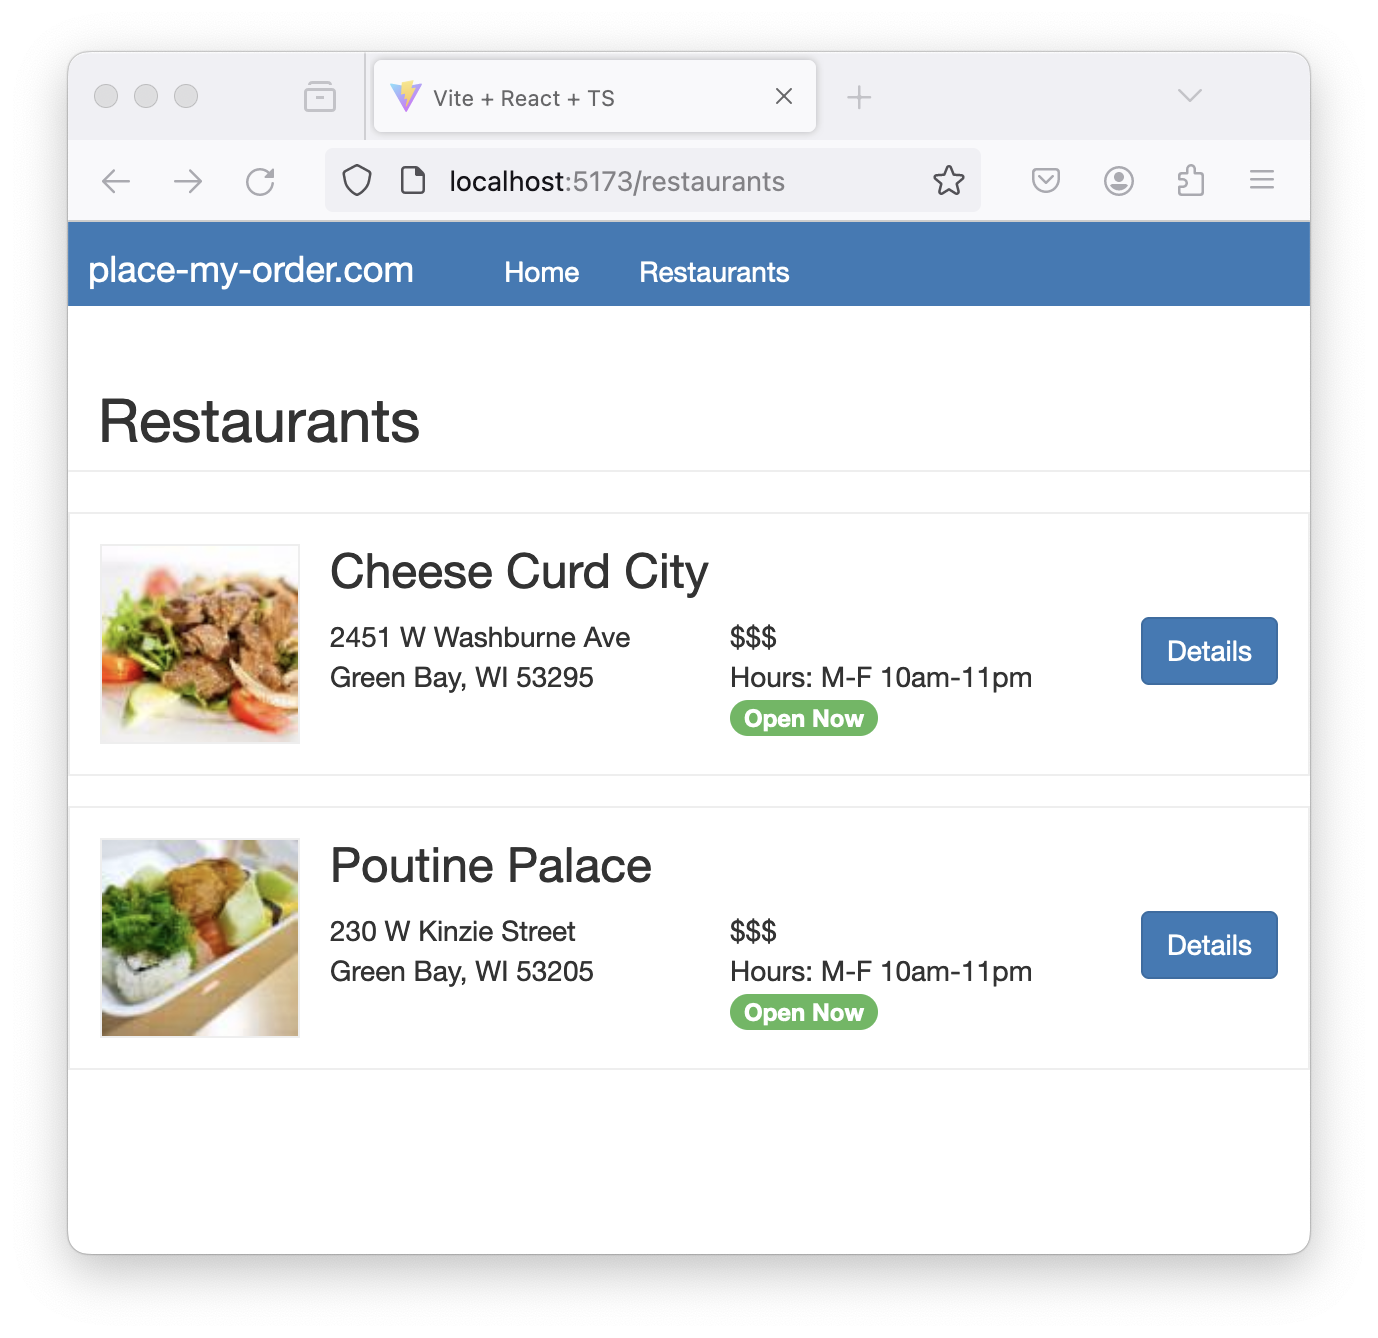 Vite + React + TS
localhost:5173/restaurants
place-my-order.com Home Restaurants
Restaurants
Cheese Curd City
2451 W Washburne Ave
Green Bay, WI 53295
$$$
Hours: M-F 10am-11pm
Open Now
Details
Poutine Palace
230 W Kinzie Street
Green Bay, WI 53205
$$$
Hours: M-F 10am-11pm
Open Now
Details